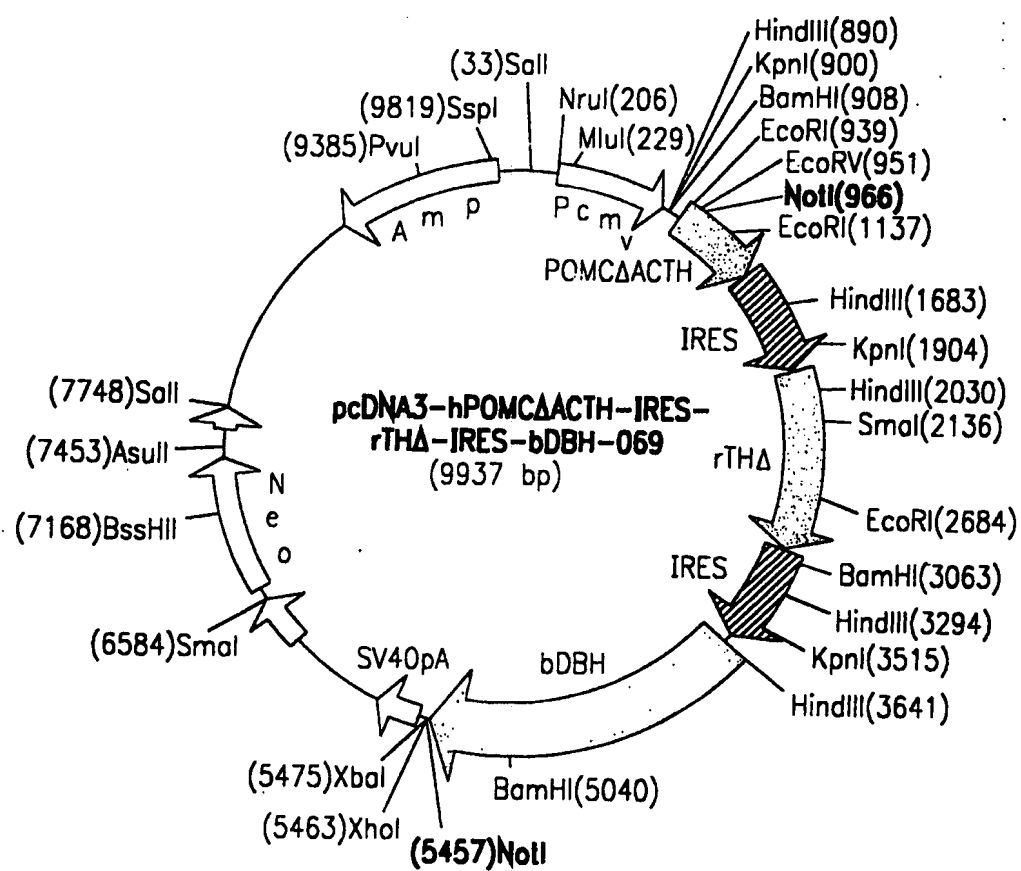 HindIII(890)
KpnI(900)
BamHI(908)
EcoRI(939)
EcoRV(951)
NotI(966)
EcoRI(1137)
(33)SalI
(9819)SspI
(9385)PvuI
NruI(206)
MluI(229)
Amp
Pcmv
POMCΔACTH
HindIII(1683)
IRES
KpnI(1904)
HindIII(2030)
SmaI(2136)
rTHΔ
EcoRI(2684)
pcDNA3-hPOMCΔACTH-IRES-
rTHΔ-IRES-bDBH-069
(9937 bp)
(7748)SalI
(7453)AsuII
(7168)BssHII
Neo
(6584)SmaI
IRES
BamHI(3063)
HindIII(3294)
KpnI(3515)
HindIII(3641)
SV40pA
bDBH
(5475)XbaI
(5463)XhoI
(5457)NotI
BamHI(5040)